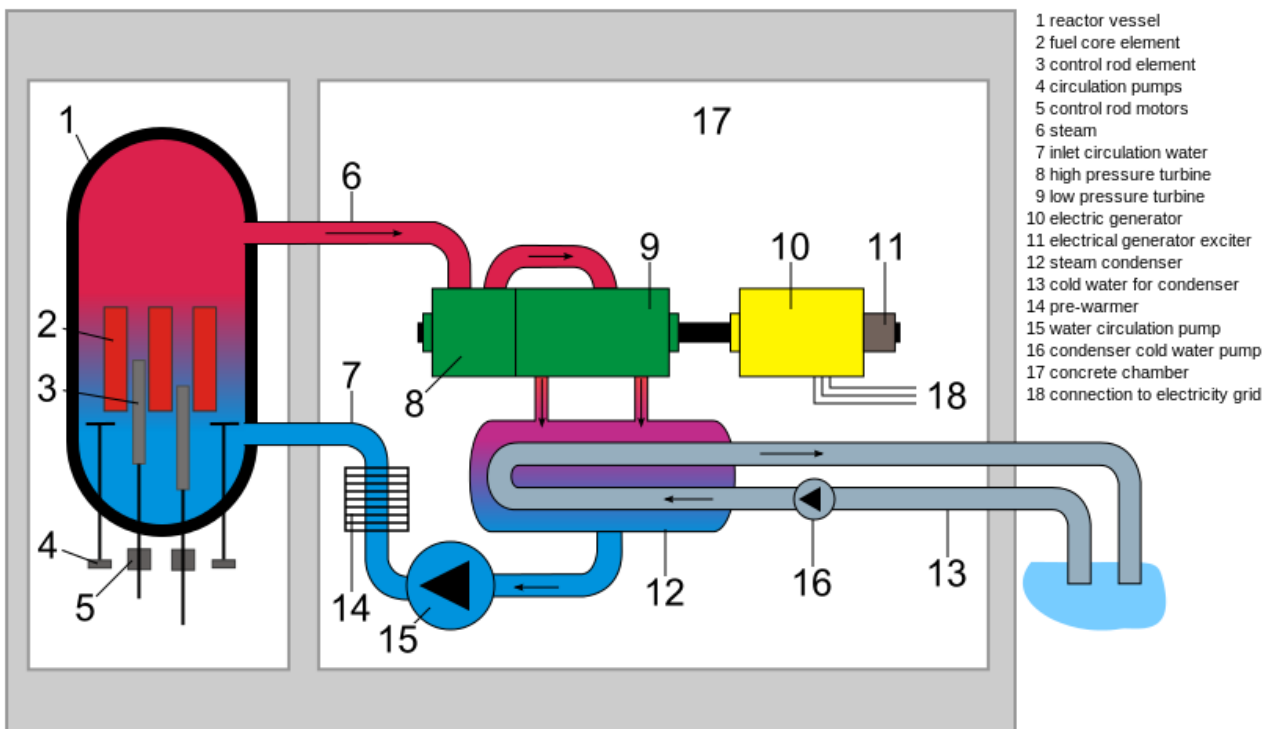 1 reactor vessel
2 fuel core element
3 control rod element
4 circulation pumps
5 control rod motors
6 steam
7 inlet circulation water
8 high pressure turbine
9 low pressure turbine
10 electric generator
11 electrical generator exciter
12 steam condenser
13 cold water for condenser
14 pre-warmer
15 water circulation pump
16 condenser cold water pump
17 concrete chamber
18 connection to electricity grid
1
17
6
9
10
11
2
3
7
8
18
4
5
14
15
12
16
13